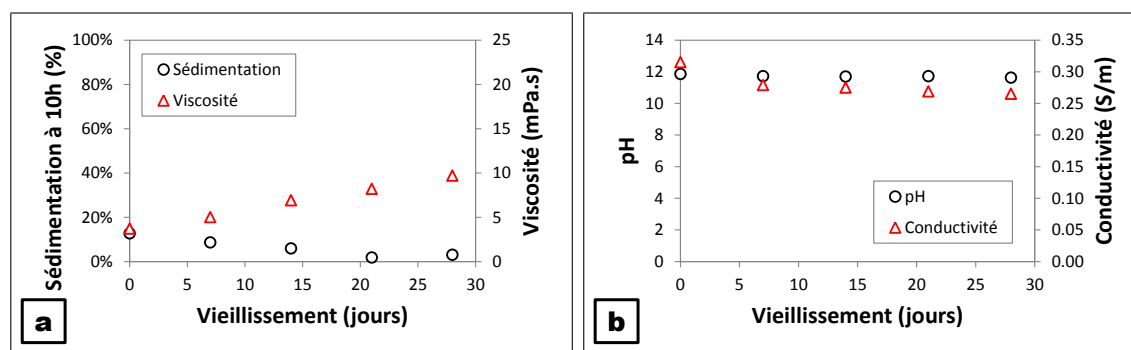 Sédimentation à 10h (%)
100%
80%
60%
40%
20%
0%
Sédimentation
Viscosité
25
20
15
10
5
0
Viscosité (mPa.s)
0 5 10 15 20 25 30
Vieillissement (jours)
a
pH
14
12
10
8
6
4
2
0
pH
Conductivité
0.35
0.30
0.25
0.20
0.15
0.10
0.05
0.00
Conductivité (S/m)
0 5 10 15 20 25 30
Vieillissement (jours)
b